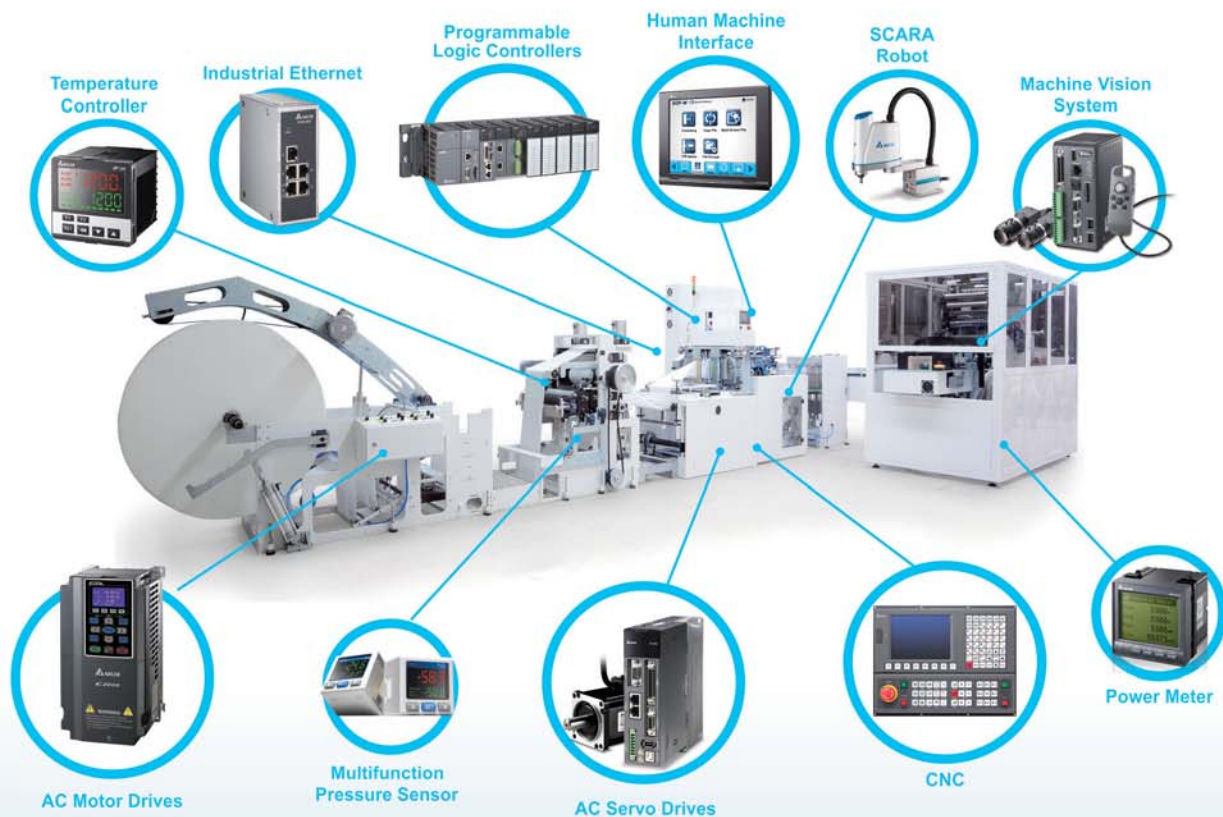 Human Machine
Interface
Programmable
Logic Controllers
SCARA
Robot
Industrial Ethernet
Temperature
Controller
Machine Vision
System
Power Meter
AC Motor Drives
Multifunction
Pressure Sensor
AC Servo Drives
CNC